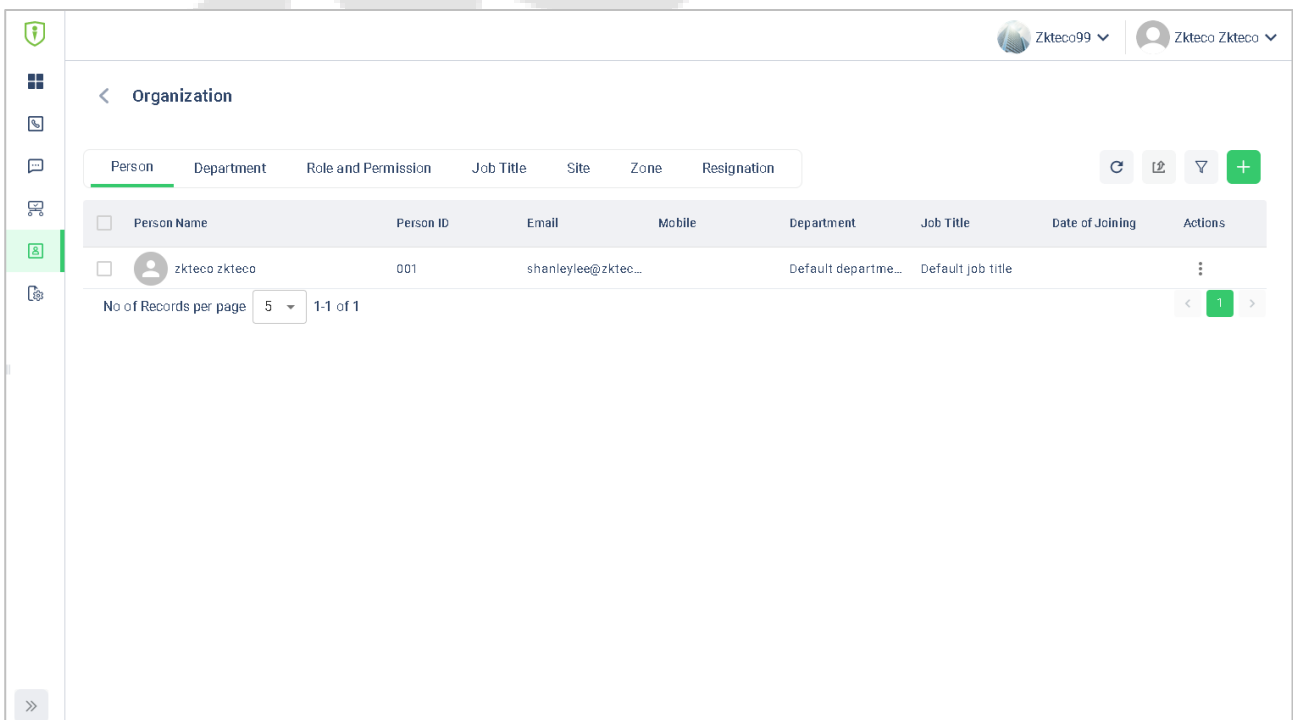 Zkteco99 Zkteco Zkteco
Organization
Person Department Role and Permission Job Title Site Zone Resignation
Person Name Person ID Email Mobile Department Job Title Date of Joining Actions
zkteco zkteco 001 shanleylee@zktec... Default departme... Default job title
No of Records per page 5 1-1 of 1 < 1 >